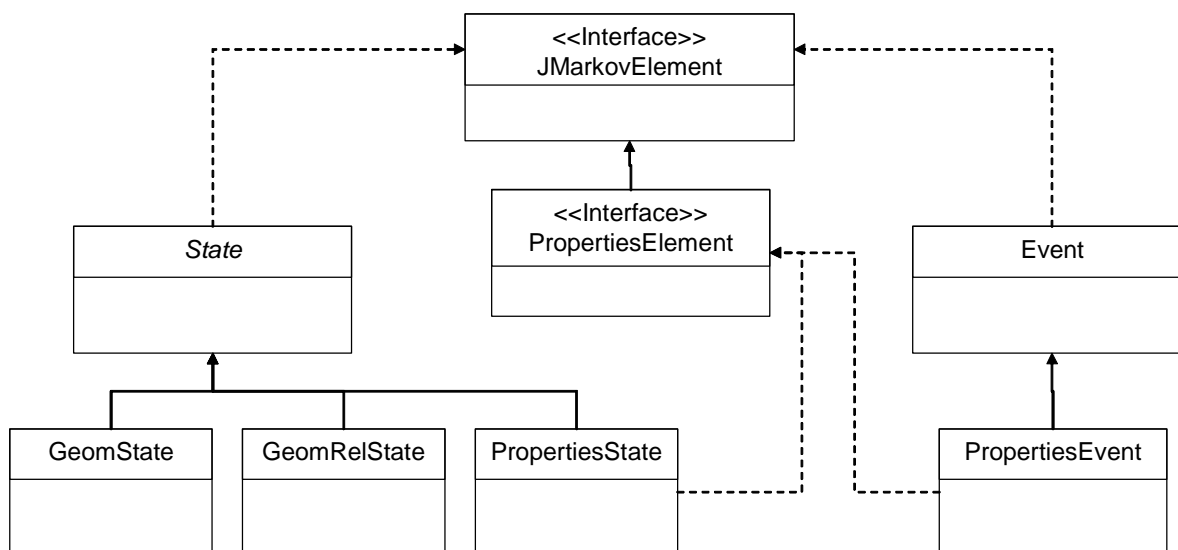 <<Interface>>
JMarkovElement
<<Interface>>
PropertiesElement
State
Event
GeomState
GeomRelState
PropertiesState
PropertiesEvent